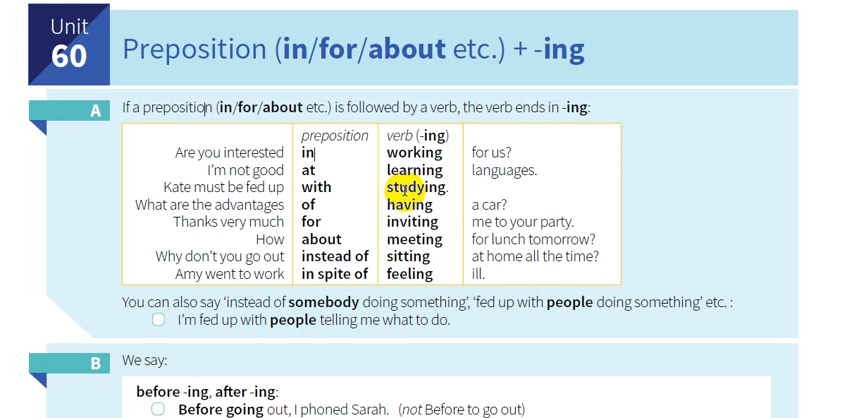 Unit
60
Preposition (in/for/about etc.) + -ing
A
If a preposition (in/for/about etc.) is followed by a verb, the verb ends in -ing:
preposition verb (-ing)
Are you interested in working for us?
I'm not good at learning languages.
Kate must be fed up with studying.
What are the advantages of having a car?
Thanks very much for inviting me to your party.
How about meeting for lunch tomorrow?
Why don't you go out instead of sitting at home all the time?
Amy went to work in spite of feeling ill.
You can also say 'instead of somebody doing something', 'fed up with people doing something' etc. :
I'm fed up with people telling me what to do.
B
We say:
before -ing, after -ing:
Before going out, I phoned Sarah. (not Before to go out)